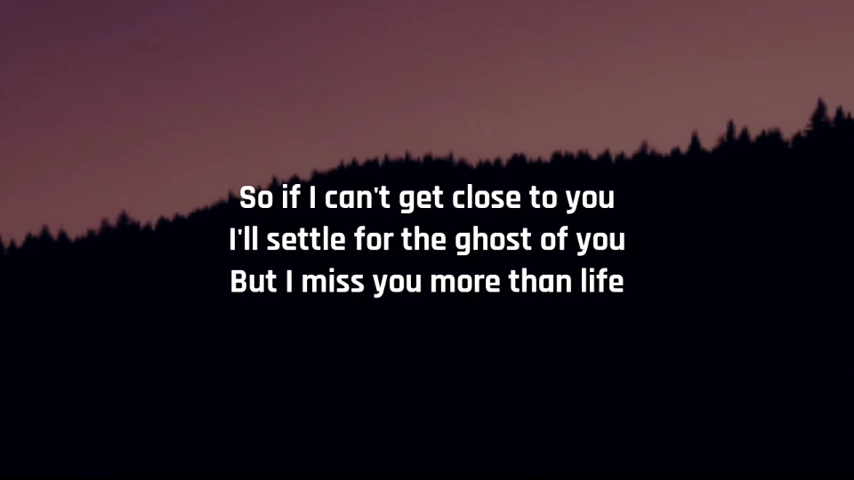 So if I can't get close to you
I'll settle for the ghost of you
But I miss you more than life